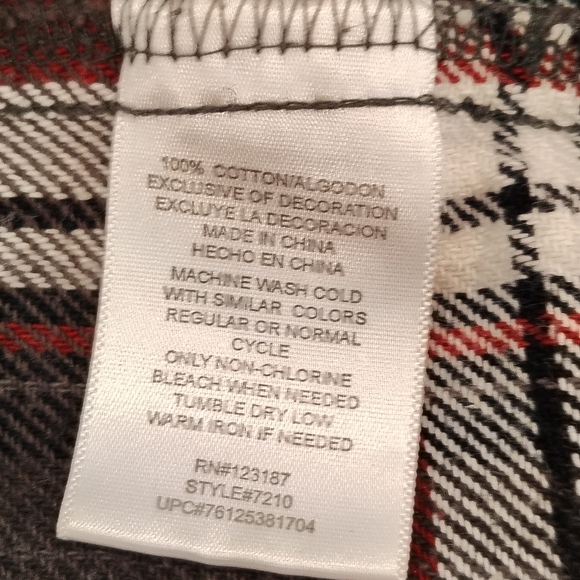 100% COTTON/ALGODON
EXCLUSIVE OF DECORATION
EXCLUYE LA DECORACION
MADE IN CHINA
HECHO EN CHINA
MACHINE WASH COLD
WITH SIMILAR COLORS
REGULAR OR NORMAL
CYCLE
ONLY NON-CHLORINE
BLEACH WHEN NEEDED
TUMBLE DRY LOW
WARM IRON IF NEEDED
RN#123187
STYLE#7210
UPC#76125381704